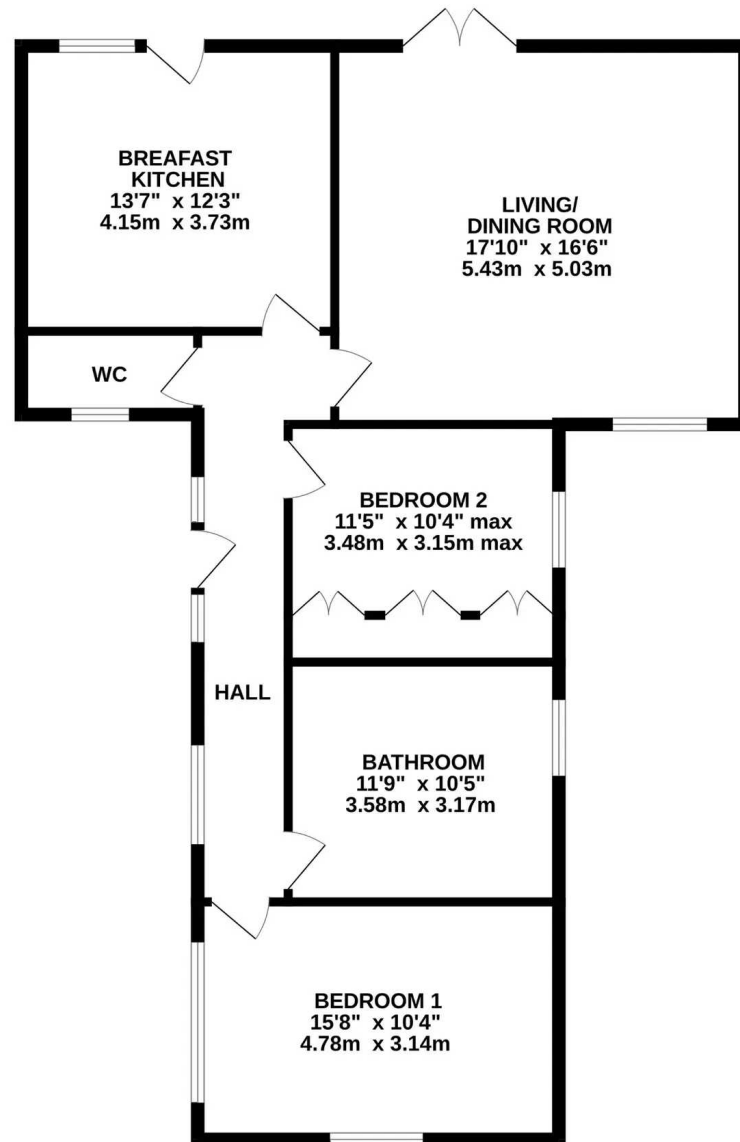 BREAFAST
KITCHEN
13'7" x 12'3"
4.15m x 3.73m
LIVING/
DINING ROOM
17'10" x 16'6"
5.43m x 5.03m
WC
BEDROOM 2
11'5" x 10'4" max
3.48m x 3.15m max
HALL
BATHROOM
11'9" x 10'5"
3.58m x 3.17m
BEDROOM 1
15'8" x 10'4"
4.78m x 3.14m